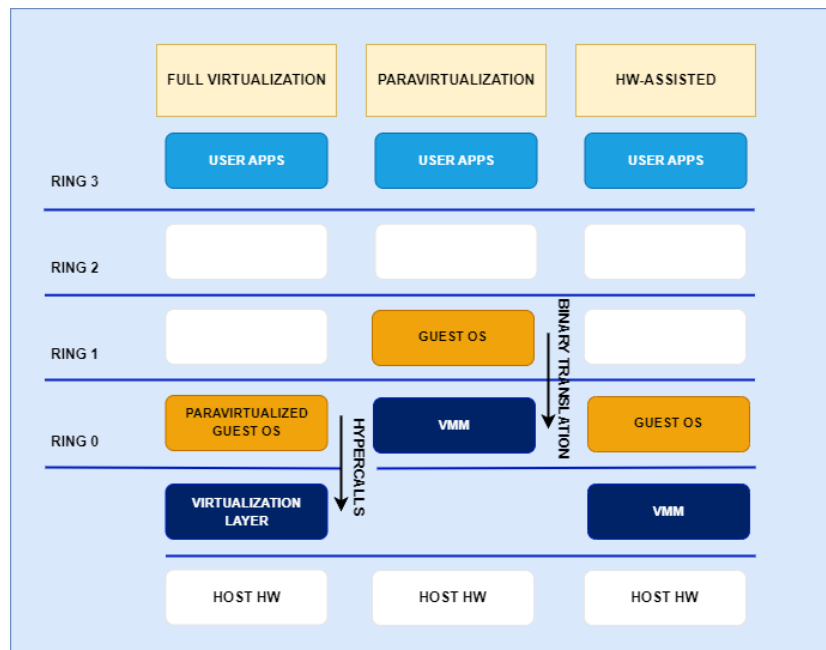 FULL VIRTUALIZATION
PARAVIRTUALIZATION
HW-ASSISTED
USER APPS
USER APPS
USER APPS
RING 3
RING 2
RING 1
GUEST OS
BINARY TRANSLATION
RING 0
PARAVIRTUALIZED
GUEST OS
HYPERCALLS
VMM
GUEST OS
VIRTUALIZATION
LAYER
VMM
HOST HW
HOST HW
HOST HW